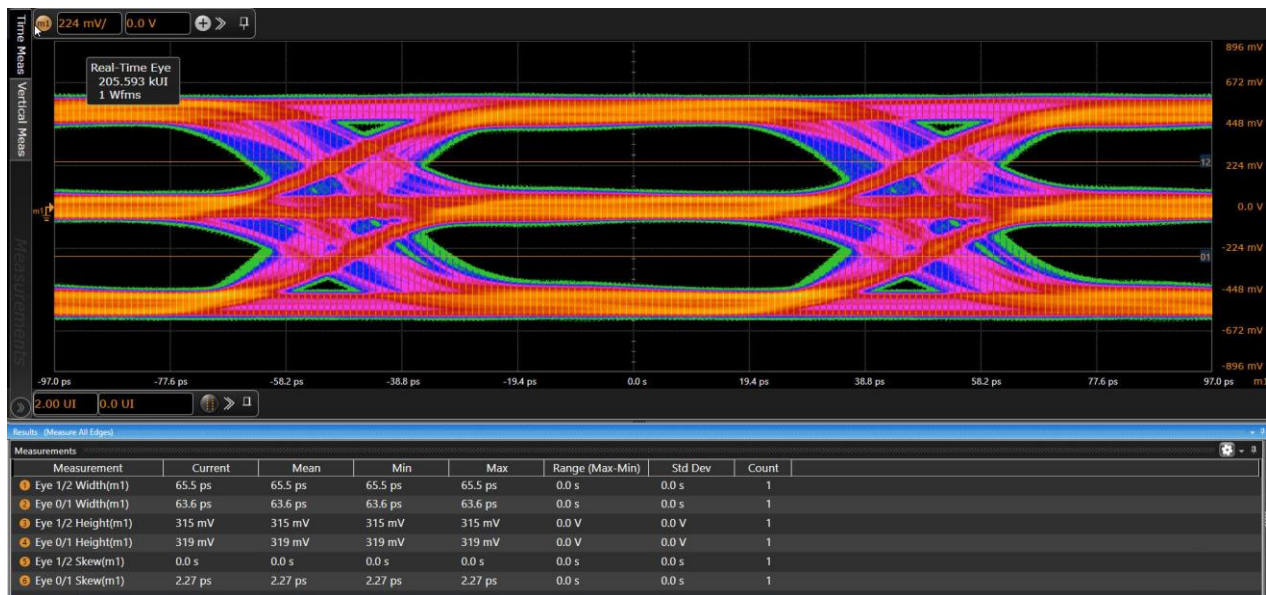 Time Meas
Vertical Meas
Measurements
m1 224 mV/ 0.0 V
Real-Time Eye
205.593 kUI
1 Wfms
896 mV
672 mV
448 mV
224 mV
0.0 V
-224 mV
-448 mV
-672 mV
-896 mV
12
01
m1
-97.0 ps -77.6 ps -58.2 ps -38.8 ps -19.4 ps 0.0 s 19.4 ps 38.8 ps 58.2 ps 77.6 ps 97.0 ps m1
2.00 UI 0.0 UI
Results (Measure All Edges)
Measurements
Measurement Current Mean Min Max Range (Max-Min) Std Dev Count
1 Eye 1/2 Width(m1) 65.5 ps 65.5 ps 65.5 ps 65.5 ps 0.0 s 0.0 s 1
2 Eye 0/1 Width(m1) 63.6 ps 63.6 ps 63.6 ps 63.6 ps 0.0 s 0.0 s 1
3 Eye 1/2 Height(m1) 315 mV 315 mV 315 mV 315 mV 0.0 V 0.0 V 1
4 Eye 0/1 Height(m1) 319 mV 319 mV 319 mV 319 mV 0.0 V 0.0 V 1
5 Eye 1/2 Skew(m1) 0.0 s 0.0 s 0.0 s 0.0 s 0.0 s 0.0 s 1
6 Eye 0/1 Skew(m1) 2.27 ps 2.27 ps 2.27 ps 2.27 ps 0.0 s 0.0 s 1